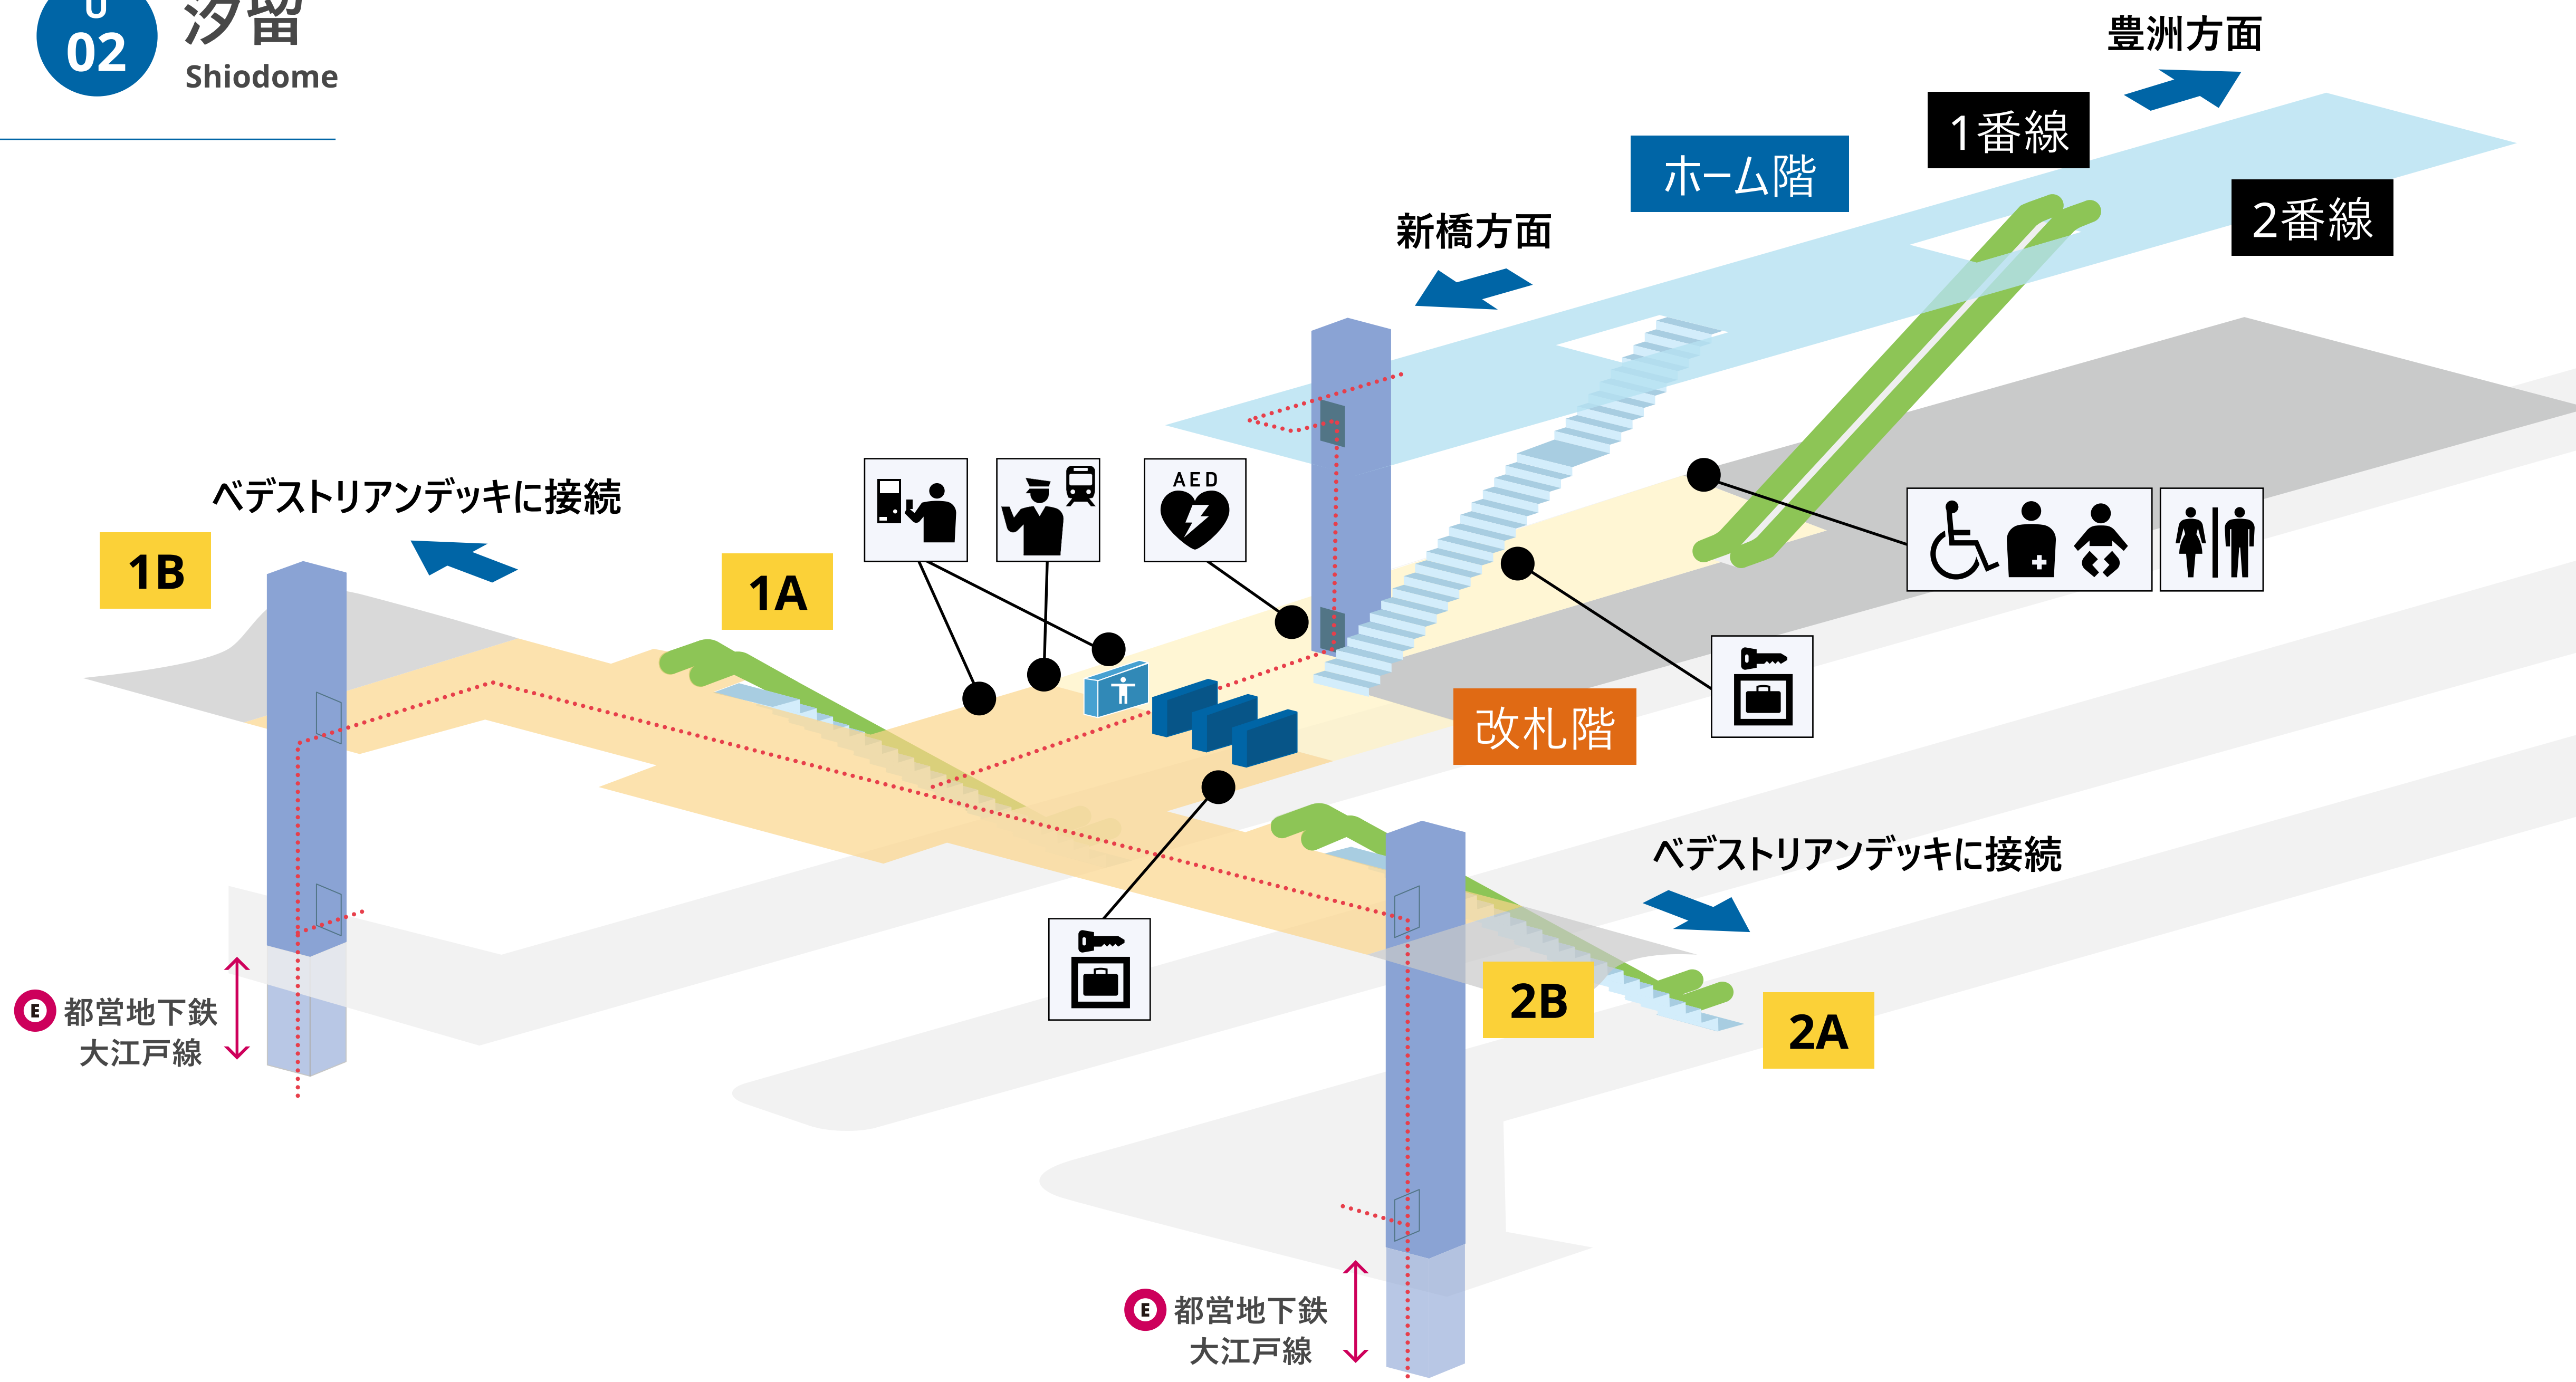 U
02
汐留
Shiodome
豊洲方面
1番線
ホーム階
2番線
新橋方面
AED
ペデストリアンデッキに接続
1B
1A
改札階
ペデストリアンデッキに接続
2B
2A
E 都営地下鉄
大江戸線
E 都営地下鉄
大江戸線